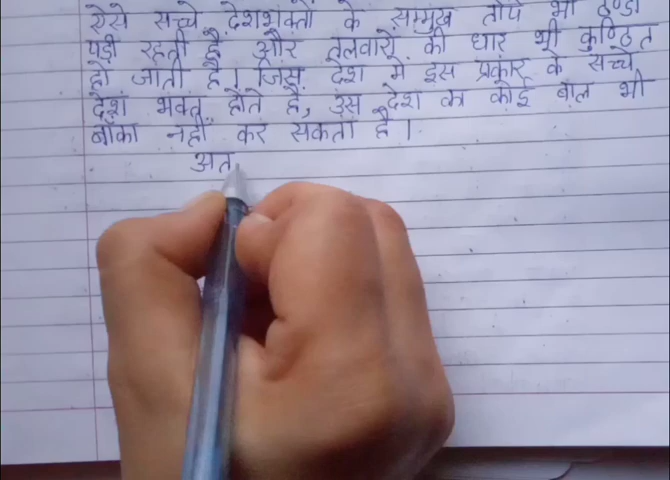 ऐसे सच्चे देशभक्तों के सम्मुख तोपें भी ठण्डी
पड़ी रहती हैं और तलवारों की धार भी कुण्ठित
हो जाती है। जिस देश में इस प्रकार के सच्चे
देश भक्त होते हैं, उस देश का कोई बाल भी
बाँका नहीं कर सकता है।
अत